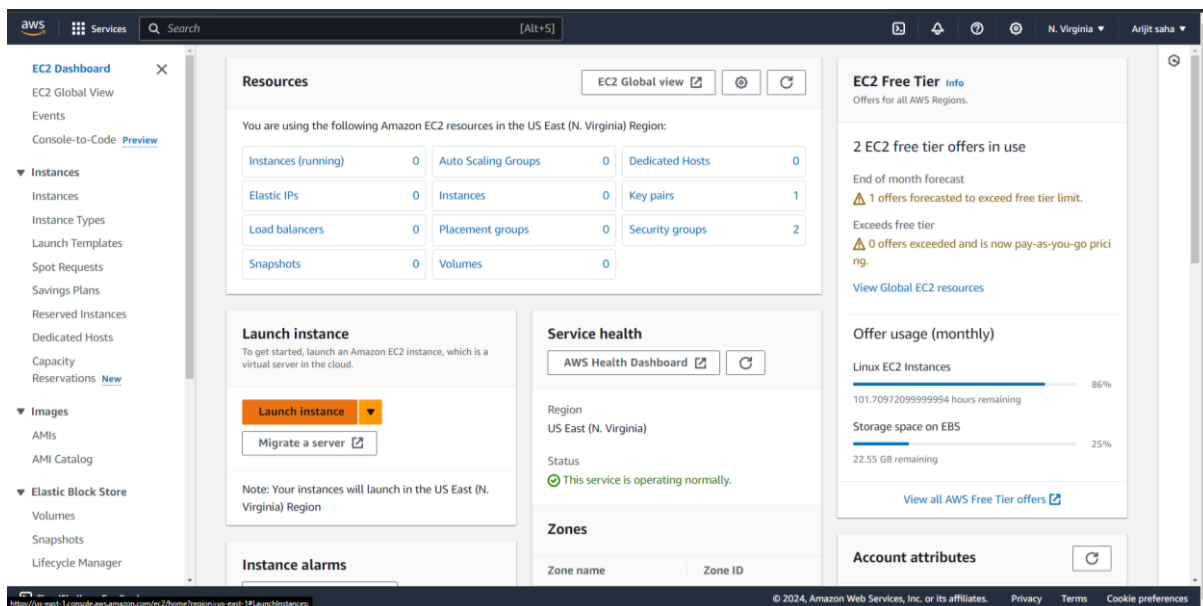 aws
Services
Search
[Alt+S]
N. Virginia
Arijit saha
EC2 Dashboard
EC2 Global View
Events
Console-to-Code Preview
Instances
Instances
Instance Types
Launch Templates
Spot Requests
Savings Plans
Reserved Instances
Dedicated Hosts
Capacity
Reservations New
Images
AMIs
AMI Catalog
Elastic Block Store
Volumes
Snapshots
Lifecycle Manager
Resources
EC2 Global view
You are using the following Amazon EC2 resources in the US East (N. Virginia) Region:
Instances (running) 0
Auto Scaling Groups 0
Dedicated Hosts 0
Elastic IPs 0
Instances 0
Key pairs 1
Load balancers 0
Placement groups 0
Security groups 2
Snapshots 0
Volumes 0
Launch instance
To get started, launch an Amazon EC2 instance, which is a
virtual server in the cloud.
Launch instance
Migrate a server
Note: Your instances will launch in the US East (N.
Virginia) Region
Instance alarms
Service health
AWS Health Dashboard
Region
US East (N. Virginia)
Status
This service is operating normally.
Zones
Zone name
Zone ID
EC2 Free Tier Info
Offers for all AWS Regions.
2 EC2 free tier offers in use
End of month forecast
1 offers forecasted to exceed free tier limit.
Exceeds free tier
0 offers exceeded and is now pay-as-you-go prici
ng.
View Global EC2 resources
Offer usage (monthly)
Linux EC2 Instances
86%
101.70972099999994 hours remaining
Storage space on EBS
25%
22.55 GB remaining
View all AWS Free Tier offers
Account attributes
https://us-east-1.console.aws.amazon.com/ec2/home?region=us-east-1#LaunchInstances:
© 2024, Amazon Web Services, Inc. or its affiliates.
Privacy
Terms
Cookie preferences